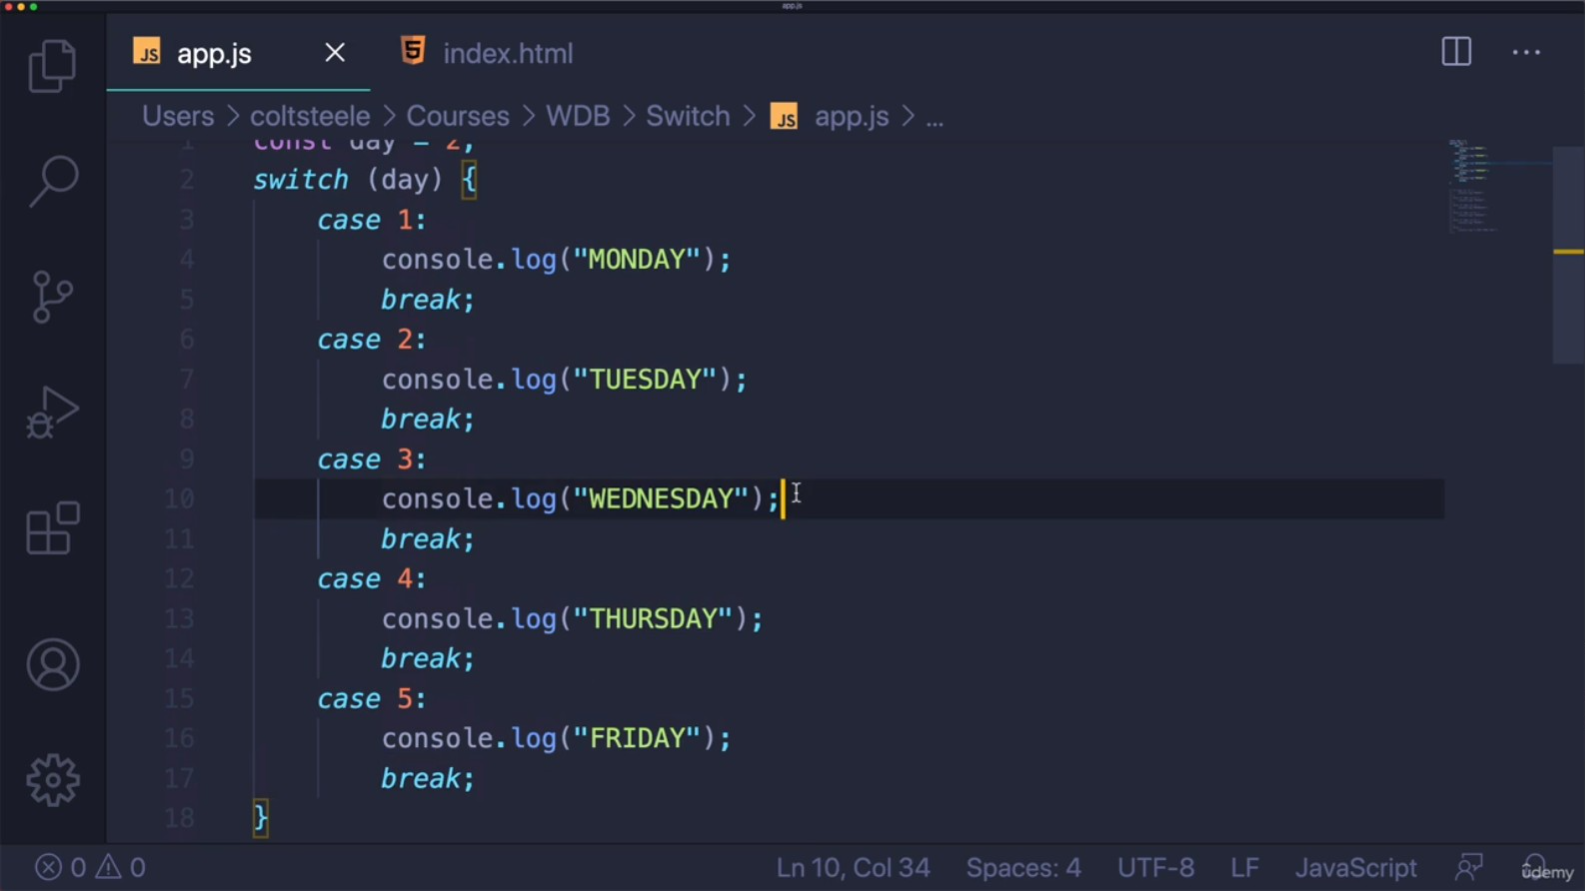 app.js
JS app.js × 5 index.html ...
Users > coltsteele > Courses > WDB > Switch > JS app.js > ...
1 const day = 2;
2 switch (day) {
3 case 1:
4 console.log("MONDAY");
5 break;
6 case 2:
7 console.log("TUESDAY");
8 break;
9 case 3:
10 console.log("WEDNESDAY");
11 break;
12 case 4:
13 console.log("THURSDAY");
14 break;
15 case 5:
16 console.log("FRIDAY");
17 break;
18 }
0 0 Ln 10, Col 34 Spaces: 4 UTF-8 LF JavaScript
ûdemy